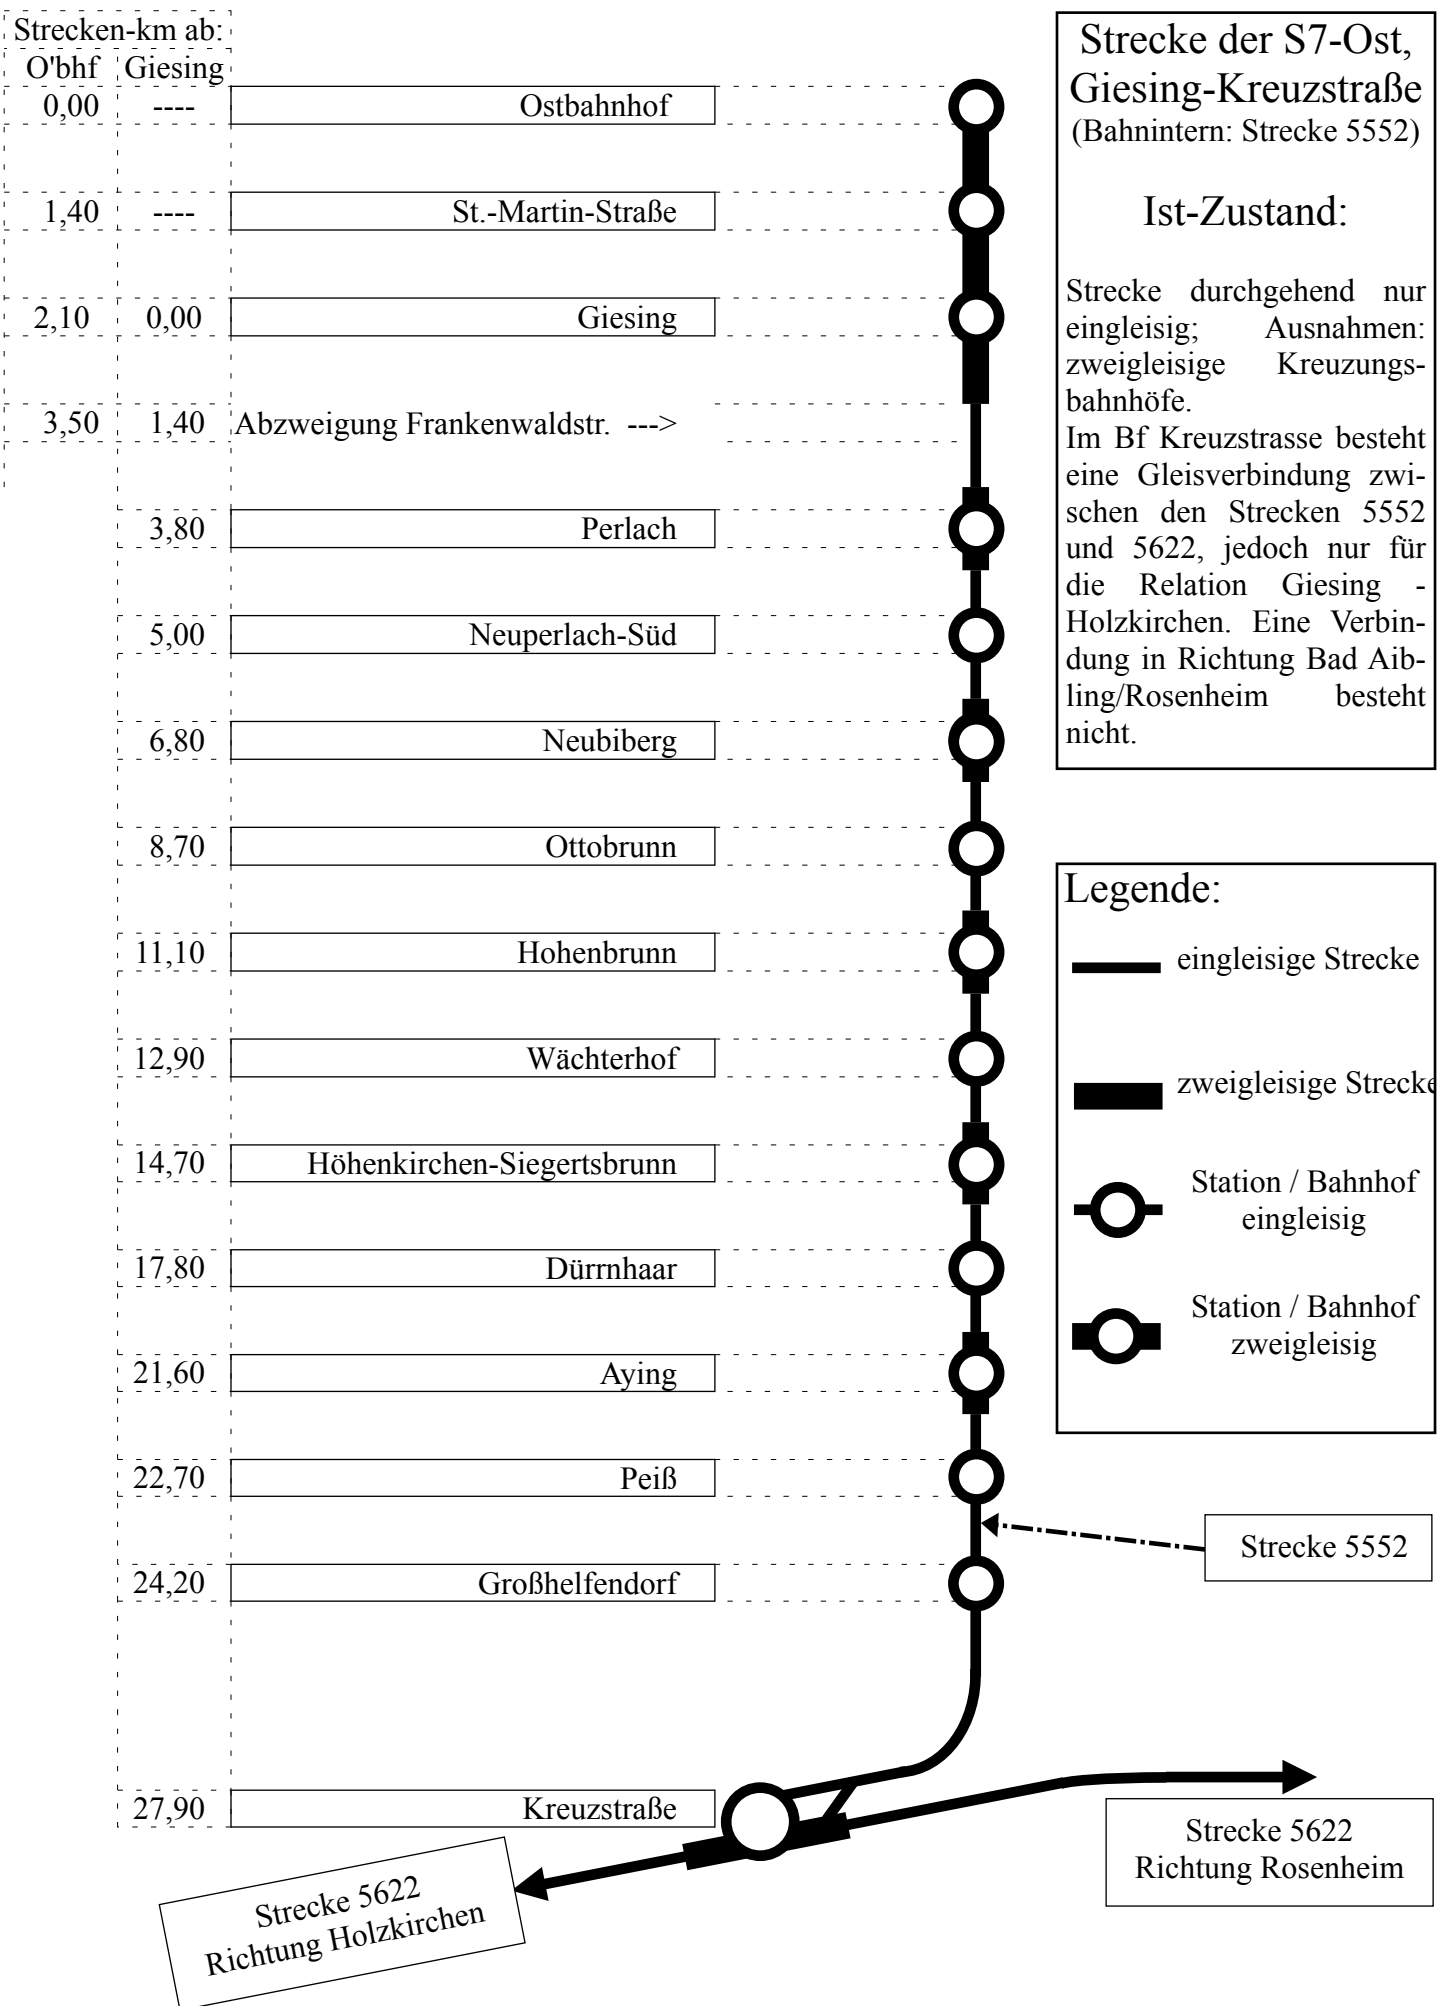 Strecken-km ab:
O'bhf Giesing
0,00 ---- Ostbahnhof
1,40 ---- St.-Martin-Straße
2,10 0,00 Giesing
3,50 1,40 Abzweigung Frankenwaldstr. --->
3,80 Perlach
5,00 Neuperlach-Süd
6,80 Neubiberg
8,70 Ottobrunn
11,10 Hohenbrunn
12,90 Wächterhof
14,70 Höhenkirchen-Siegertsbrunn
17,80 Dürrnhaar
21,60 Aying
22,70 Peiß
24,20 Großhelfendorf
27,90 Kreuzstraße
Strecke der S7-Ost,
Giesing-Kreuzstraße
(Bahnintern: Strecke 5552)
Ist-Zustand:
Strecke durchgehend nur
eingleisig; Ausnahmen:
zweigleisige Kreuzungs-
bahnhöfe.
Im Bf Kreuzstrasse besteht
eine Gleisverbindung zwi-
schen den Strecken 5552
und 5622, jedoch nur für
die Relation Giesing -
Holzkirchen. Eine Verbin-
dung in Richtung Bad Aib-
ling/Rosenheim besteht
nicht.
Legende:
eingleisige Strecke
zweigleisige Strecke
Station / Bahnhof
eingleisig
Station / Bahnhof
zweigleisig
Strecke 5552
Strecke 5622
Richtung Rosenheim
Strecke 5622
Richtung Holzkirchen